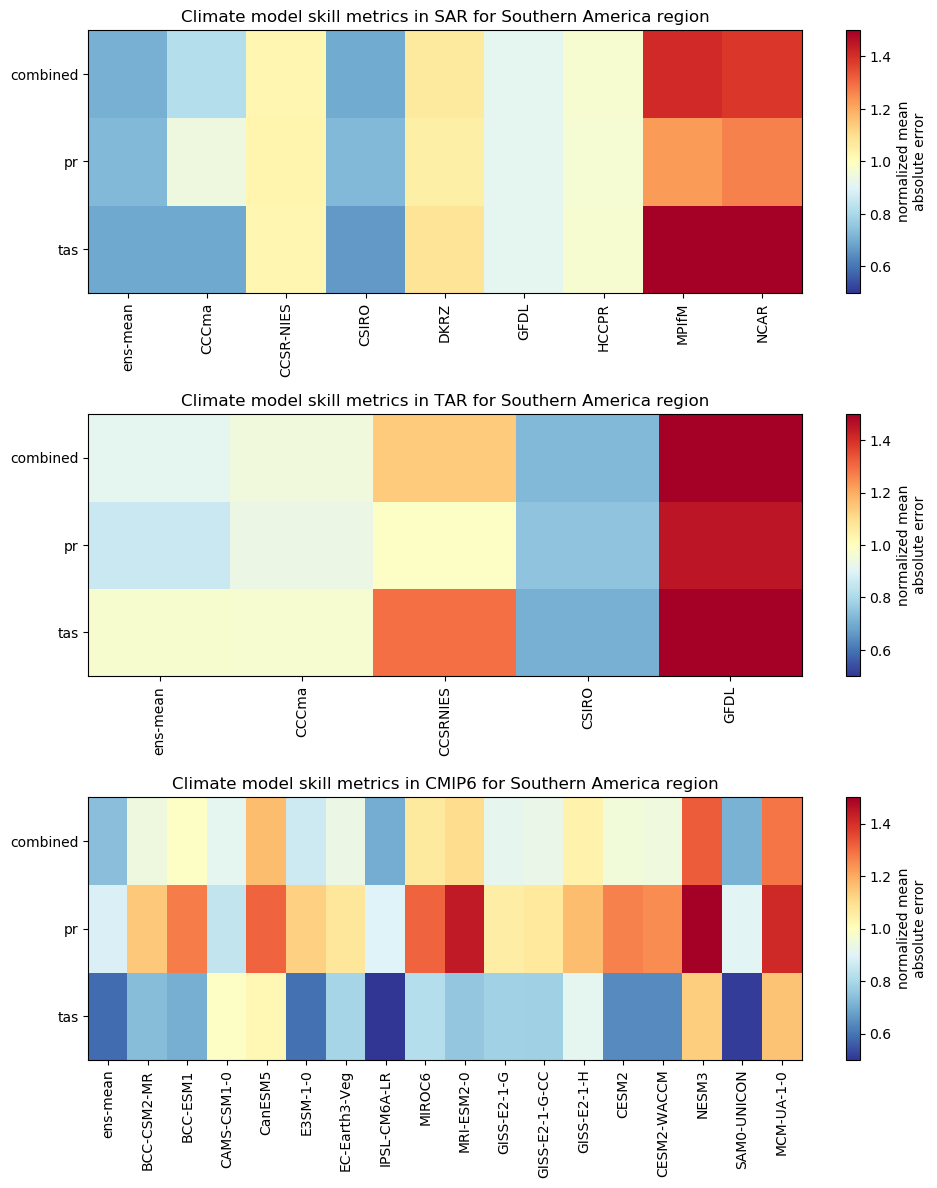 Climate model skill metrics in SAR for Southern America region
combined
pr
tas
ens-mean
CCCma
CCSR-NIES
CSIRO
DKRZ
GFDL
HCCPR
MPIfM
NCAR
1.4
1.2
1.0
0.8
0.6
normalized mean
absolute error
Climate model skill metrics in TAR for Southern America region
combined
pr
tas
ens-mean
CCCma
CCSRNIES
CSIRO
GFDL
1.4
1.2
1.0
0.8
0.6
normalized mean
absolute error
Climate model skill metrics in CMIP6 for Southern America region
combined
pr
tas
ens-mean
BCC-CSM2-MR
BCC-ESM1
CAMS-CSM1-0
CanESM5
E3SM-1-0
EC-Earth3-Veg
IPSL-CM6A-LR
MIROC6
MRI-ESM2-0
GISS-E2-1-G
GISS-E2-1-G-CC
GISS-E2-1-H
CESM2
CESM2-WACCM
NESM3
SAM0-UNICON
MCM-UA-1-0
1.4
1.2
1.0
0.8
0.6
normalized mean
absolute error